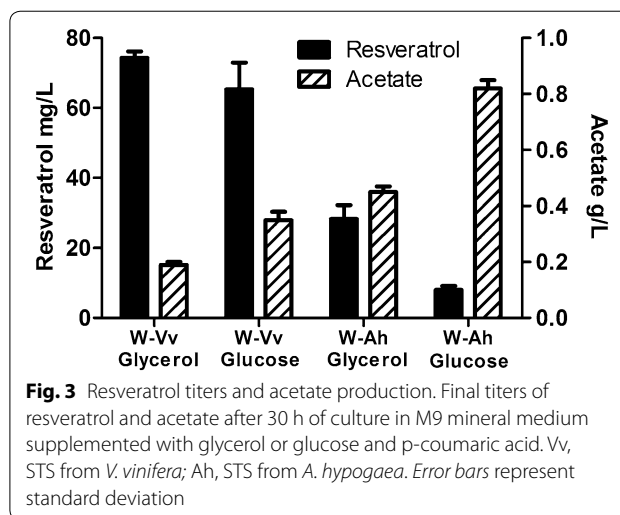 80
60
40
20
0
Resveratrol mg/L
Resveratrol
Acetate
1.0
0.8
0.6
0.4
0.2
0.0
Acetate g/L
W-Vv W-Vv W-Ah W-Ah
Glycerol Glucose Glycerol Glucose
Fig. 3 Resveratrol titers and acetate production. Final titers of
resveratrol and acetate after 30 h of culture in M9 mineral medium
supplemented with glycerol or glucose and p-coumaric acid. Vv,
STS from V. vinifera; Ah, STS from A. hypogaea. Error bars represent
standard deviation